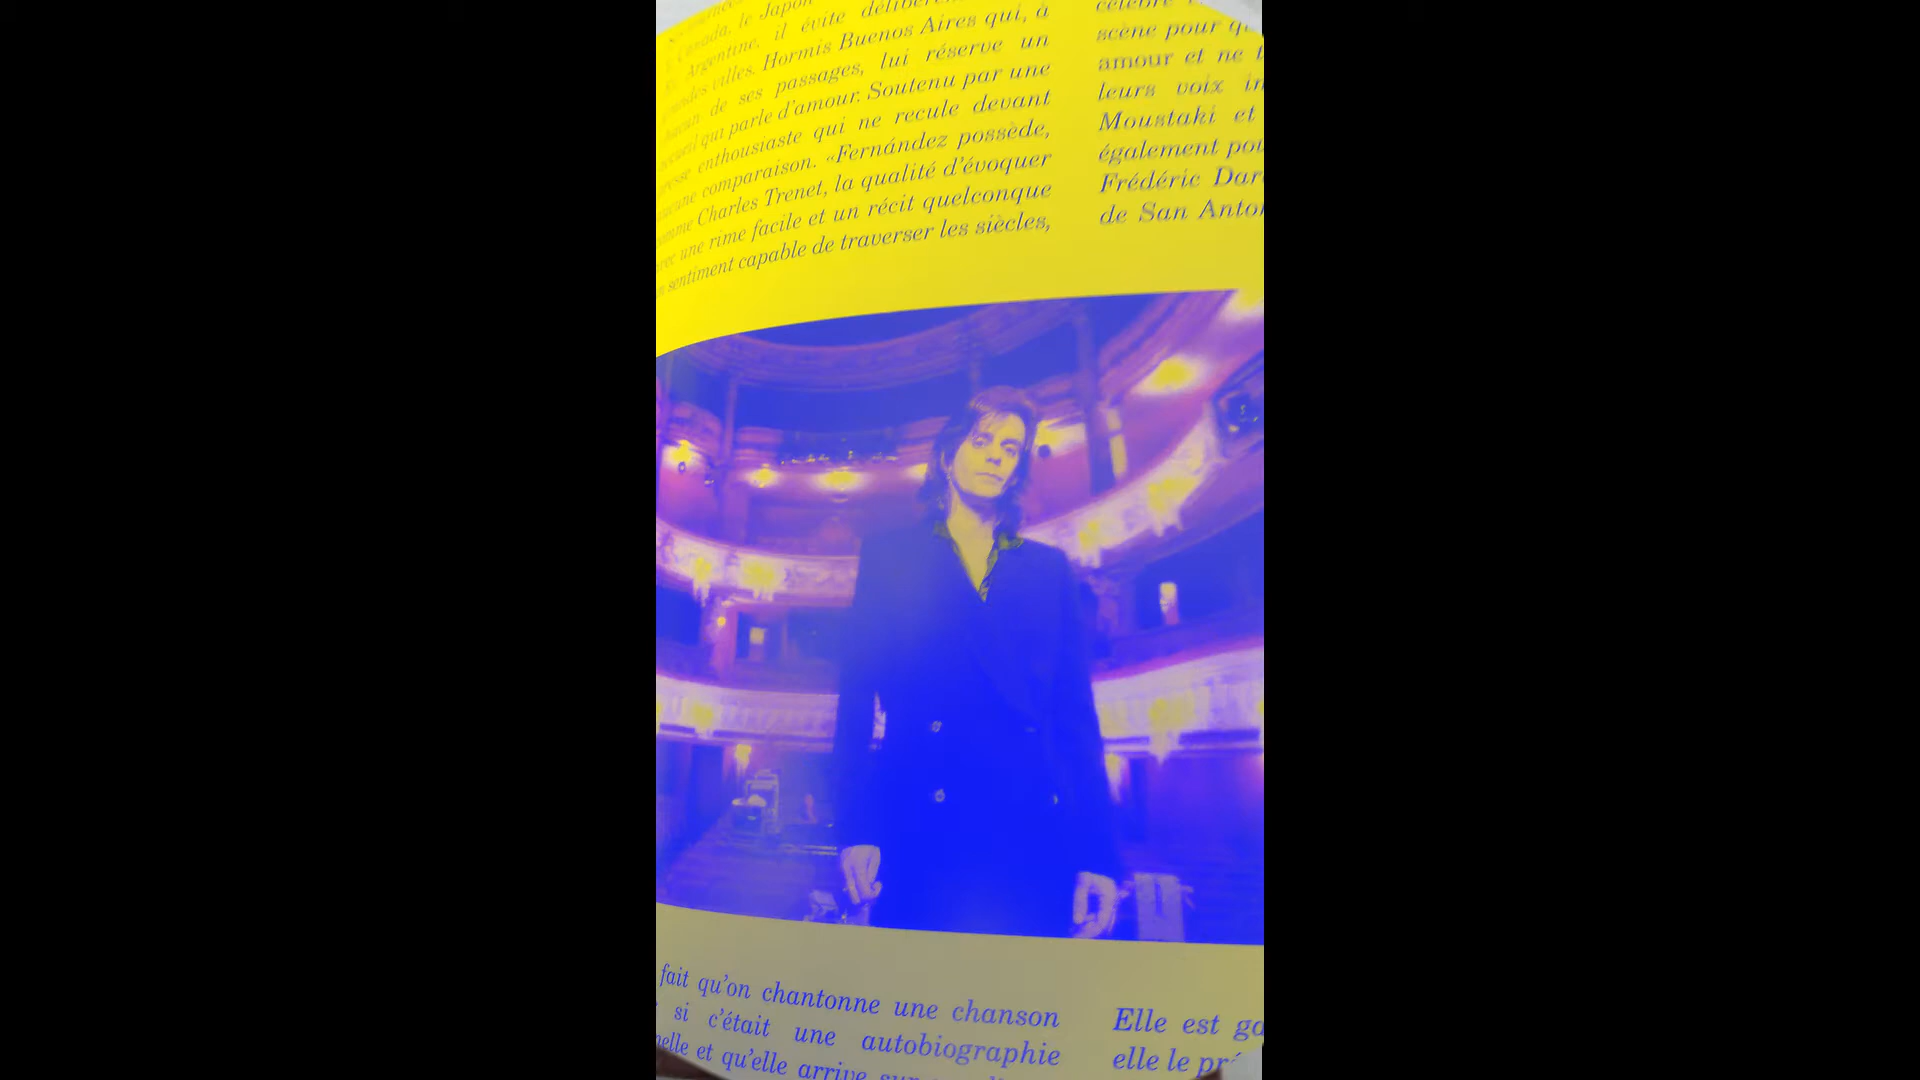 Canada, le Japon
Argentine, il évite
villes. Hormis Buenos Aires qui, à
de ses passages, lui réserve un
qui parle d'amour. Soutenu par une
enthousiaste qui ne recule devant
comparaison. «Fernández possède,
Charles Trenet, la qualité d'évoquer
une rime facile et un récit quelconque
sentiment capable de traverser les siècles,
scène pour
amour et ne
leurs voix
Moustaki et
également
Frédéric
de San
fait qu'on chantonne une chanson
si c'était une autobiographie
et qu'elle arrive
Elle est
elle le